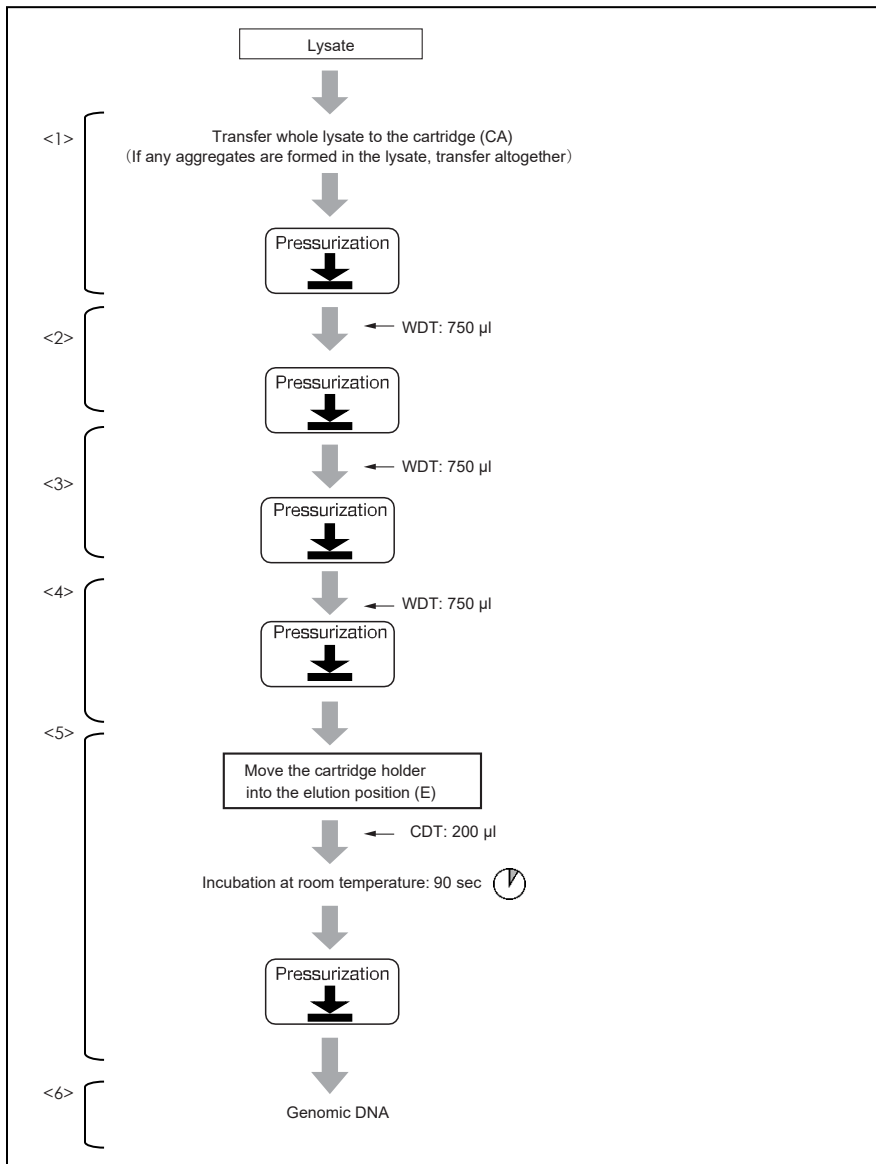 Lysate
<1>
Transfer whole lysate to the cartridge (CA)
（If any aggregates are formed in the lysate, transfer altogether）
Pressurization
<2>
WDT: 750 µl
Pressurization
<3>
WDT: 750 µl
Pressurization
<4>
WDT: 750 µl
Pressurization
<5>
Move the cartridge holder
into the elution position (E)
CDT: 200 µl
Incubation at room temperature: 90 sec
Pressurization
<6>
Genomic DNA